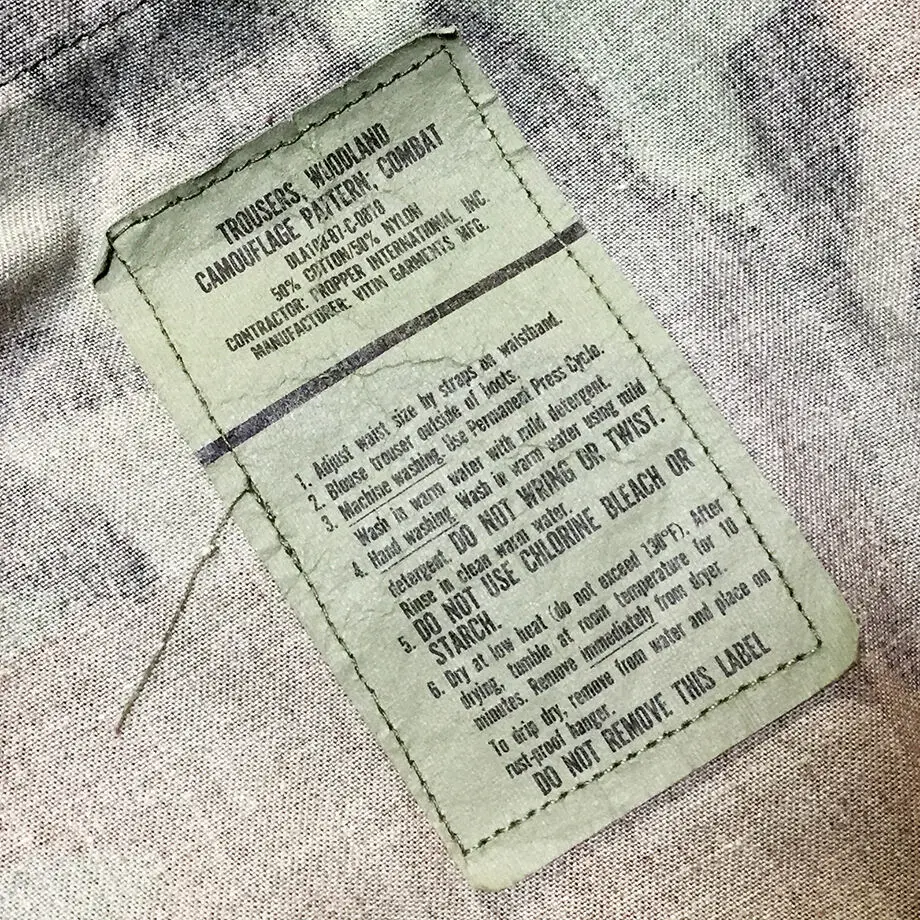 TROUSERS, WOODLAND
CAMOUFLAGE PATTERN, COMBAT
DLA100-87-C-0610
50% COTTON/50% NYLON
CONTRACTOR: PROPPER INTERNATIONAL, INC.
MANUFACTURER: VITIN GARMENTS MFG.
1. Adjust waist size by straps on waistband.
2. Blouse trouser outside of boots.
3. Machine washing. Use Permanent Press Cycle.
Wash in warm water with mild detergent.
4. Hand washing. Wash in warm water using mild
detergent. DO NOT WRING OR TWIST.
Rinse in clean warm water.
5. DO NOT USE CHLORINE BLEACH OR
STARCH.
6. Dry at low heat (do not exceed 130°F). After
drying, tumble at room temperature for 10
minutes. Remove immediately from dryer.
To drip dry, remove from water and place on
rust-proof hanger.
DO NOT REMOVE THIS LABEL